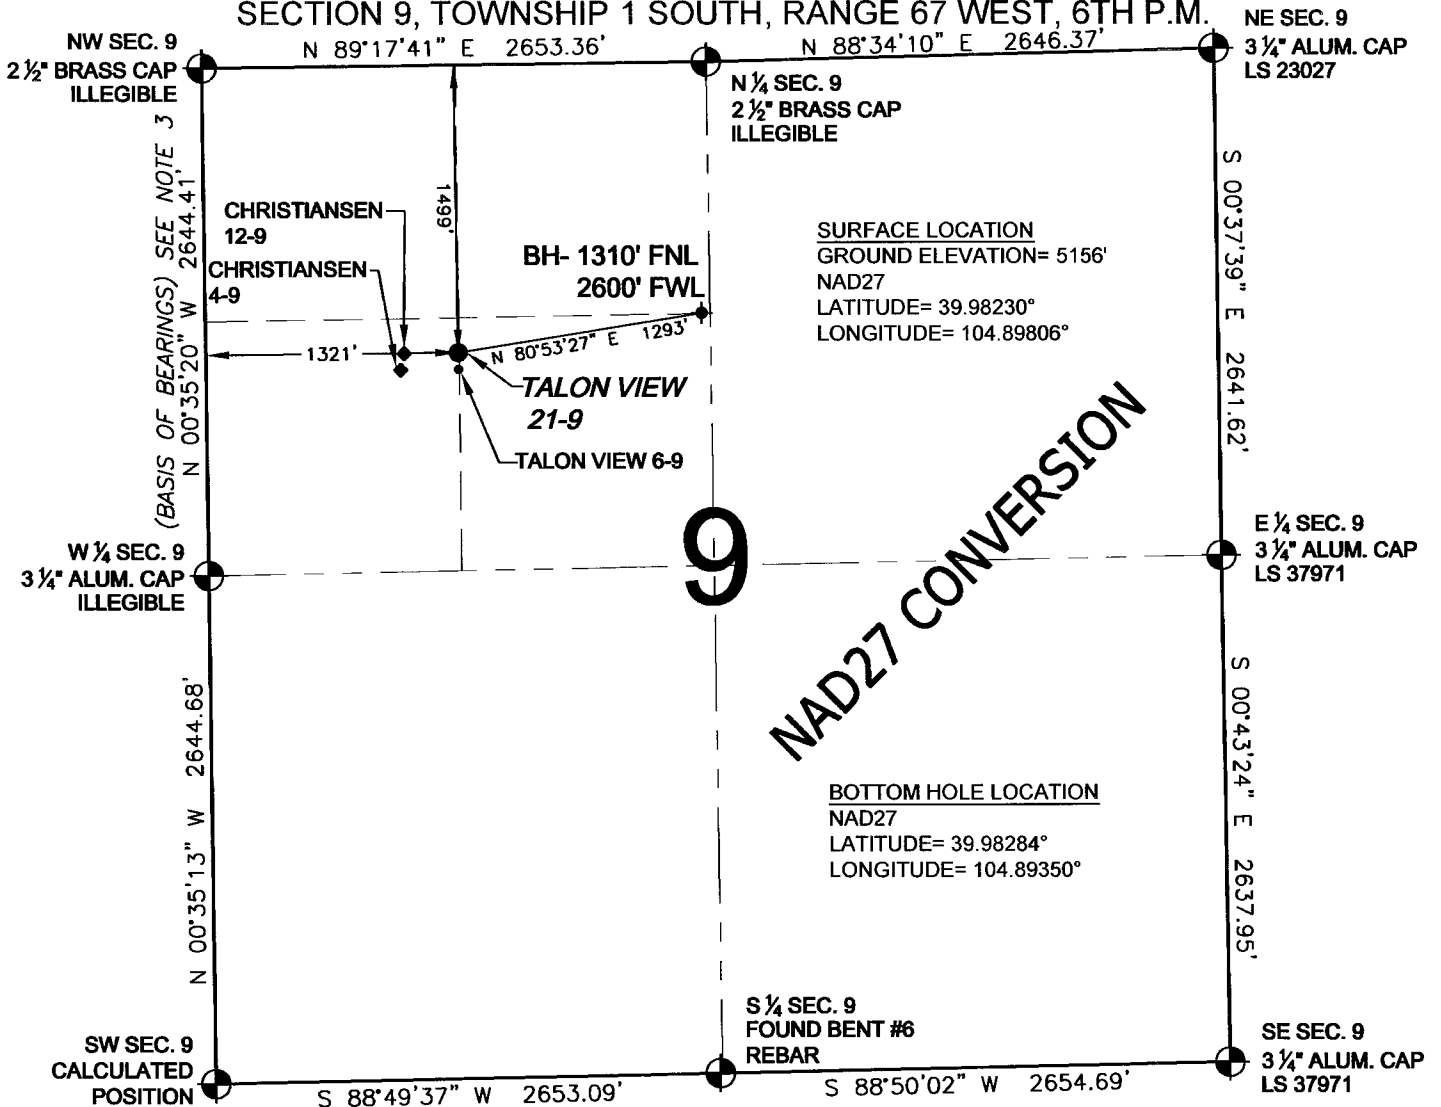 SECTION 9, TOWNSHIP 1 SOUTH, RANGE 67 WEST, 6TH P.M.
NW SEC. 9
2 ½" BRASS CAP
ILLEGIBLE
N 89°17'41" E 2653.36'
N 88°34'10" E 2646.37'
NE SEC. 9
3 ¼" ALUM. CAP
LS 23027
N ¼ SEC. 9
2 ½" BRASS CAP
ILLEGIBLE
(BASIS OF BEARINGS) SEE NOTE 3
N 00°35'20" W 2644.41'
1499'
S 00°37'39" E 2641.62'
CHRISTIANSEN
12-9
CHRISTIANSEN
4-9
BH- 1310' FNL
2600' FWL
1321'
N 80°53'27" E 1293'
TALON VIEW
21-9
TALON VIEW 6-9
SURFACE LOCATION
GROUND ELEVATION= 5156'
NAD27
LATITUDE= 39.98230°
LONGITUDE= 104.89806°
NAD27 CONVERSION
9
W ¼ SEC. 9
3 ¼" ALUM. CAP
ILLEGIBLE
E ¼ SEC. 9
3 ¼" ALUM. CAP
LS 37971
N 00°35'13" W 2644.68'
S 00°43'24" E 2637.95'
BOTTOM HOLE LOCATION
NAD27
LATITUDE= 39.98284°
LONGITUDE= 104.89350°
SW SEC. 9
CALCULATED
POSITION
S ¼ SEC. 9
FOUND BENT #6
REBAR
SE SEC. 9
3 ¼" ALUM. CAP
LS 37971
S 88°49'37" W 2653.09'
S 88°50'02" W 2654.69'